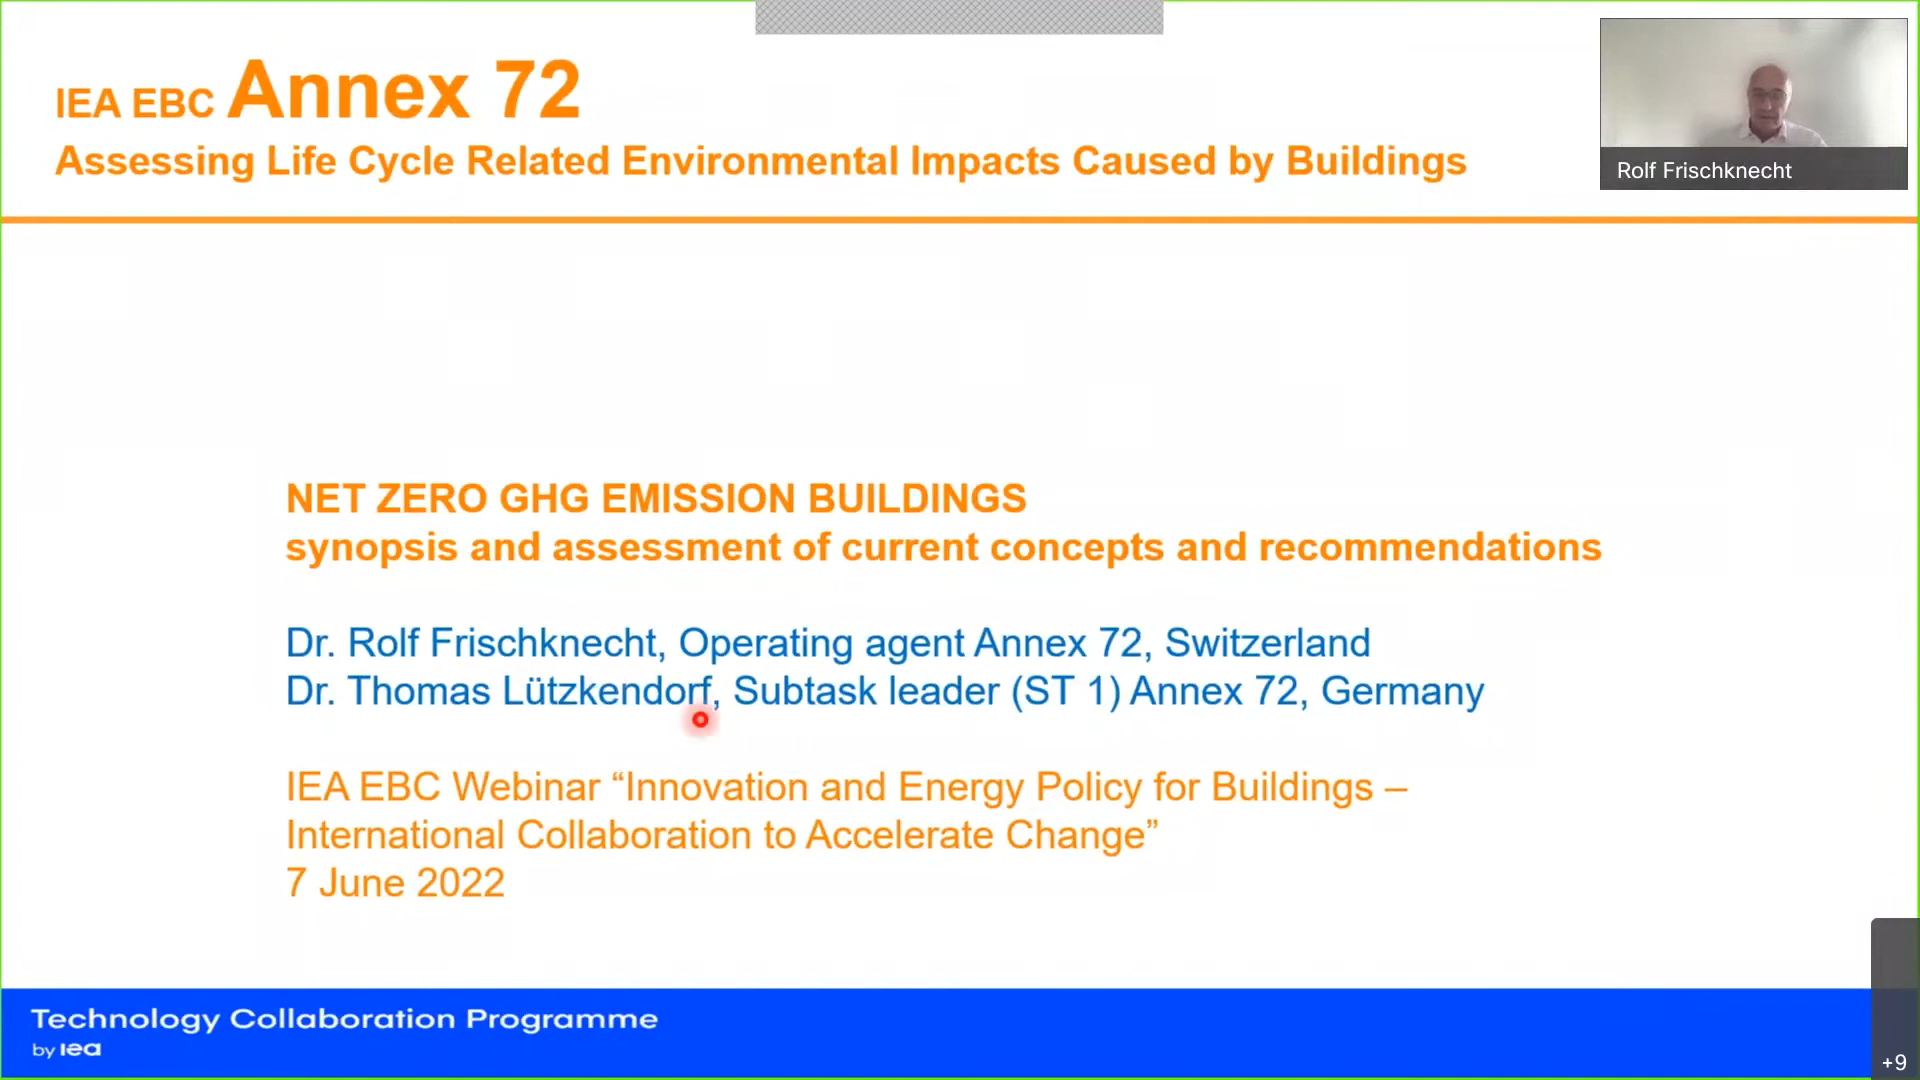 IEA EBC Annex 72
Assessing Life Cycle Related Environmental Impacts Caused by Buildings
Rolf Frischknecht
NET ZERO GHG EMISSION BUILDINGS
synopsis and assessment of current concepts and recommendations
Dr. Rolf Frischknecht, Operating agent Annex 72, Switzerland
Dr. Thomas Lützkendorf, Subtask leader (ST 1) Annex 72, Germany
IEA EBC Webinar “Innovation and Energy Policy for Buildings –
International Collaboration to Accelerate Change”
7 June 2022
Technology Collaboration Programme
by iea
+9